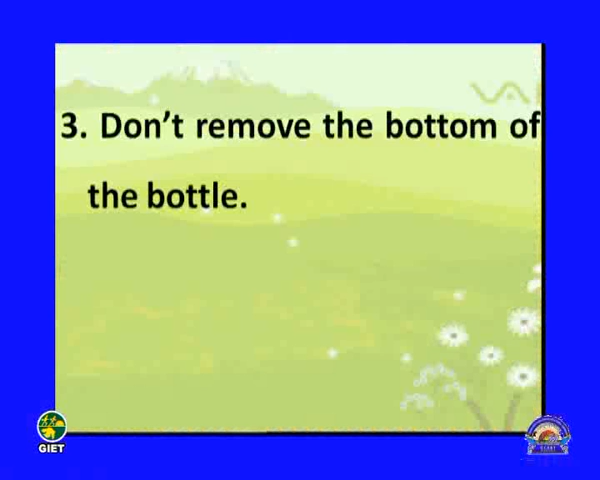 3. Don't remove the bottom of
the bottle.
GIET